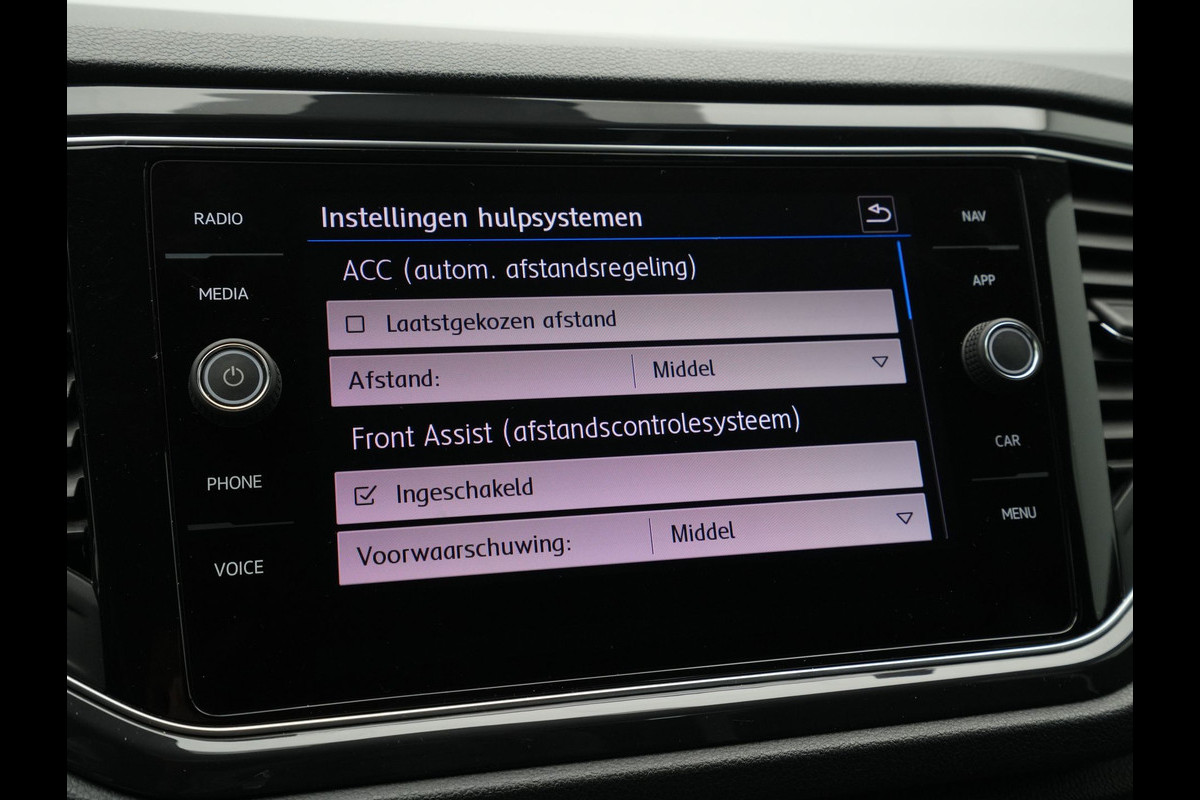 RADIO
MEDIA
PHONE
VOICE
Instellingen hulpsystemen
ACC (autom. afstandsregeling)
Laatstgekozen afstand
Afstand: Middel
Front Assist (afstandscontrolesysteem)
Ingeschakeld
Voorwaarschuwing: Middel
NAV
APP
CAR
MENU